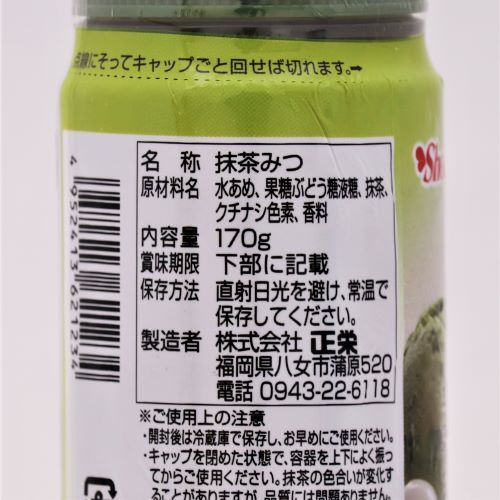 線にそってキャップごと回せば切れます。➡
名 称 抹茶みつ
原材料名 水あめ、果糖ぶどう糖液糖、抹茶、
クチナシ色素、香料
内容量 170g
賞味期限 下部に記載
保存方法 直射日光を避け、常温で
保存してください。
製造者 株式会社 正栄
福岡県八女市蒲原520
電話 0943-22-6118
※ご使用上の注意
・開封後は冷蔵庫で保存し、お早めにご使用ください。
・キャップを閉めた状態で、容器を上下によく振っ
てからご使用ください。抹茶の色合いが変化す
る事がありますが、品質には問題ありません。
4 952413 621234